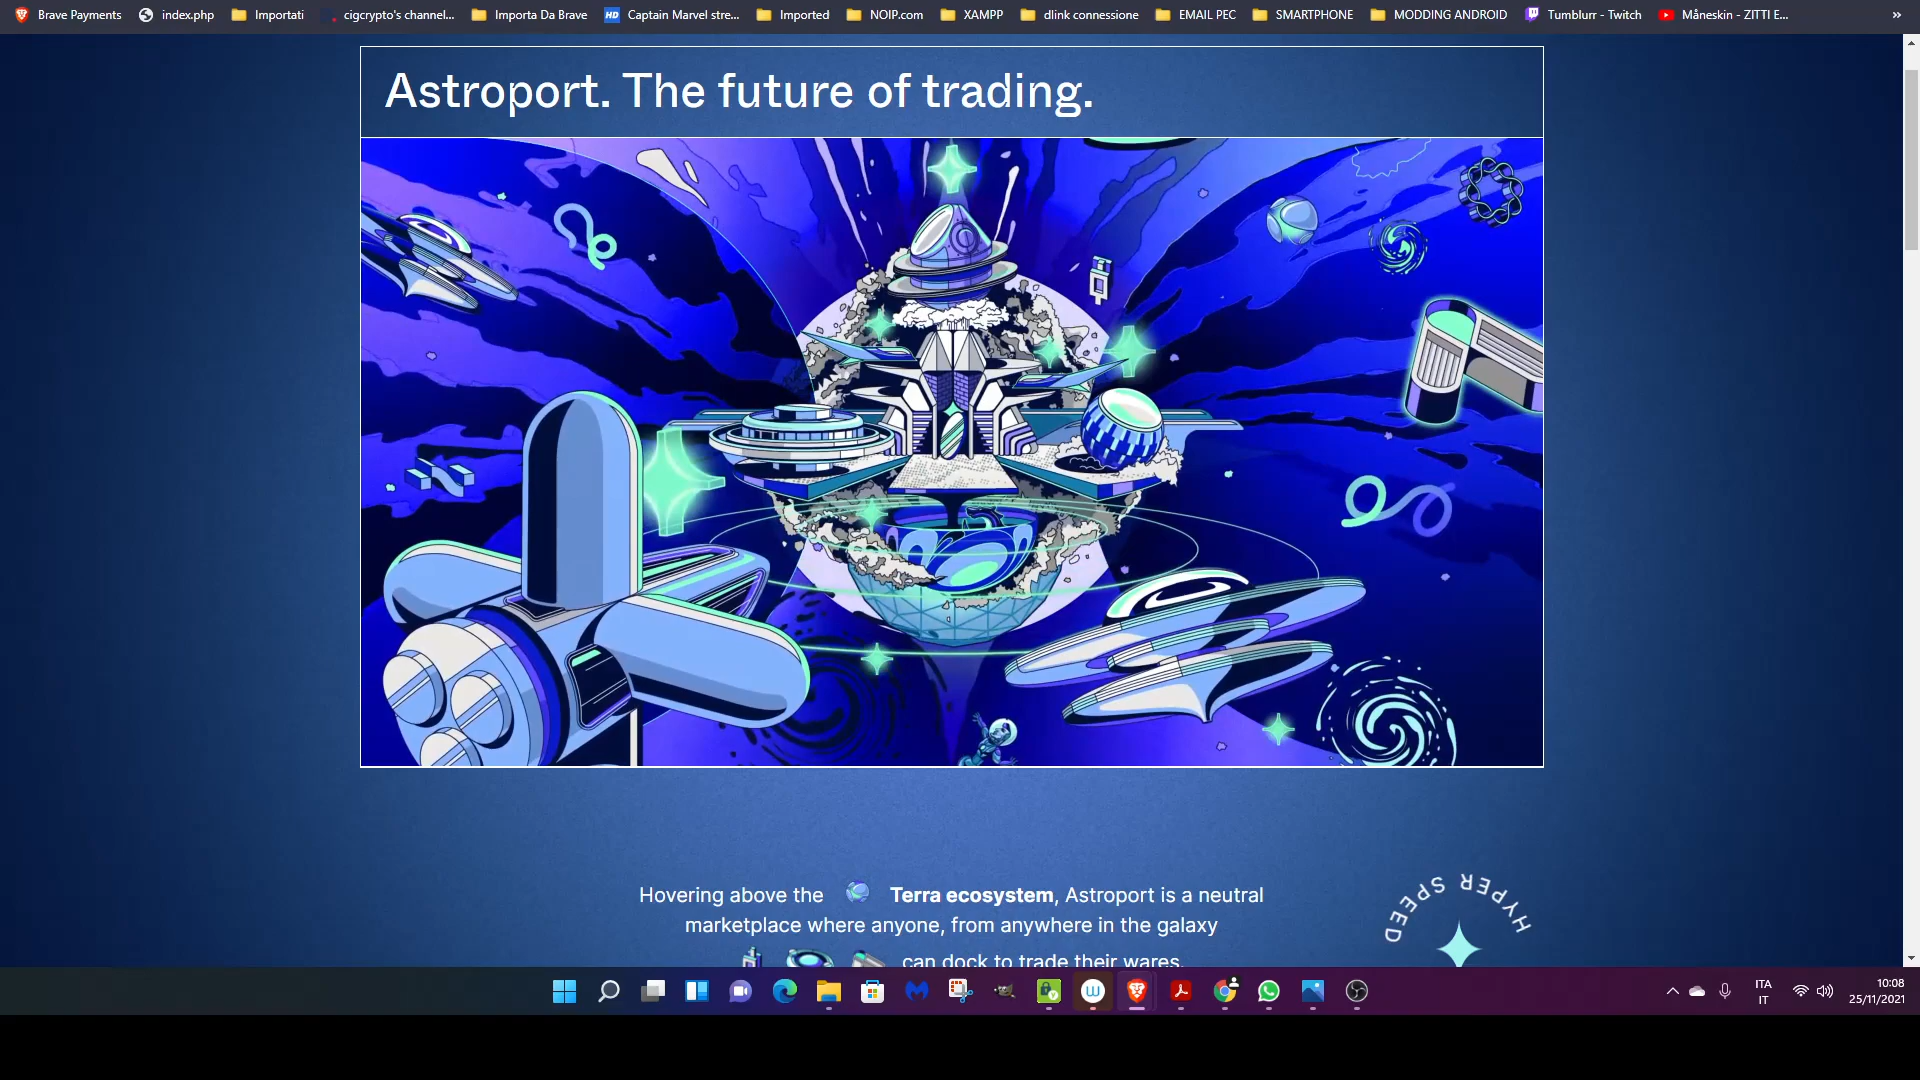 Brave Payments index.php Importati cigcrypto's channel... Importa Da Brave HD Captain Marvel stre... Imported NOIP.com XAMPP dlink connessione EMAIL PEC SMARTPHONE MODDING ANDROID Tumblurr - Twitch Måneskin - ZITTI E... »
Astroport. The future of trading.
Hovering above the Terra ecosystem, Astroport is a neutral
marketplace where anyone, from anywhere in the galaxy
can dock to trade their wares.
HYPER SPEED
W
ITA
IT
10:08
25/11/2021